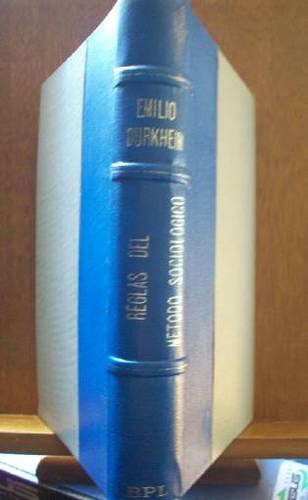 EMILIO
DURKHEIM
REGLAS DEL
METODO SOCIOLOGICO
BPL